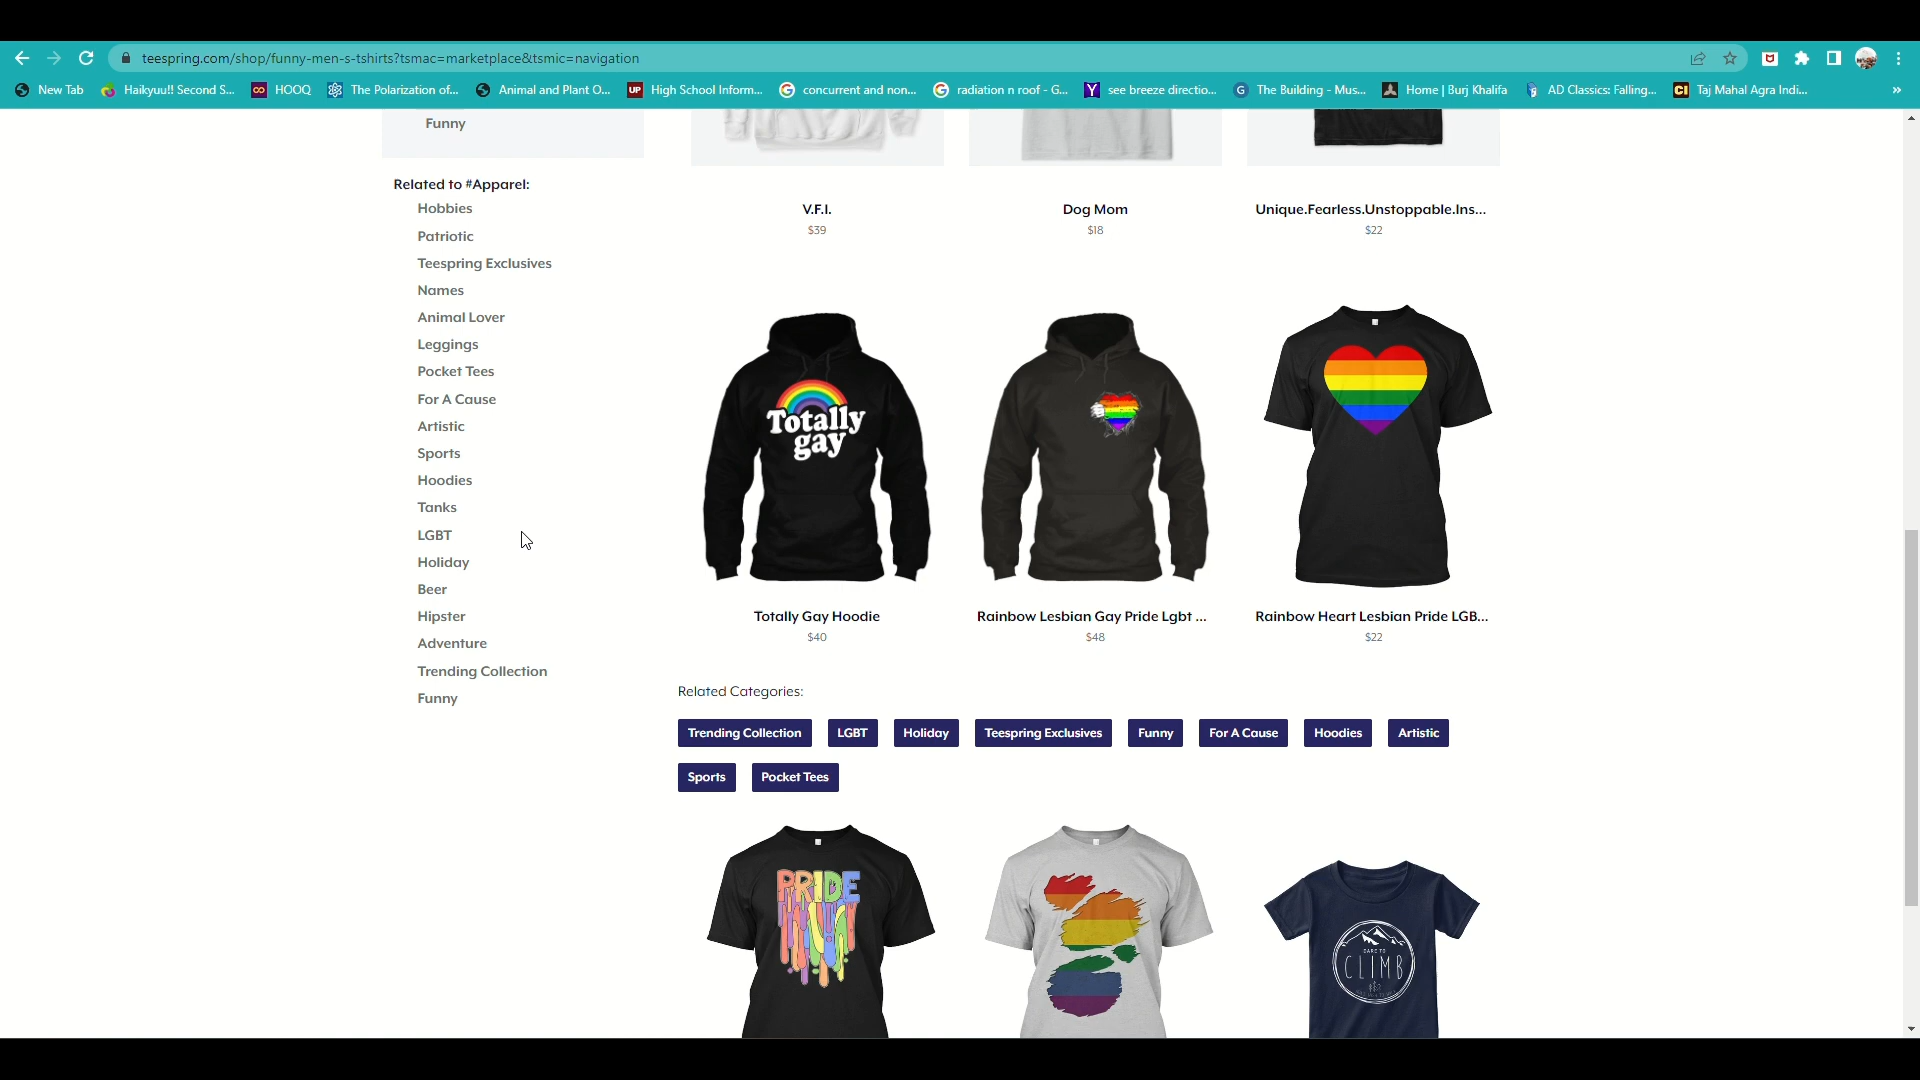 teespring.com/shop/funny-men-s-tshirts?tsmac=marketplace&tsmic=navigation
New Tab
Haikyuu!! Second S...
HOOQ
The Polarization of...
Animal and Plant O...
UP High School Inform...
concurrent and non...
radiation n roof - G...
Y see breeze directio...
G The Building - Mus...
Home | Burj Khalifa
AD Classics: Falling...
CI Taj Mahal Agra Indi...
»
Funny
Related to #Apparel:
Hobbies
Patriotic
Teespring Exclusives
Names
Animal Lover
Leggings
Pocket Tees
For A Cause
Artistic
Sports
Hoodies
Tanks
LGBT
Holiday
Beer
Hipster
Adventure
Trending Collection
Funny
V.F.I.
$39
Dog Mom
$18
Unique.Fearless.Unstoppable.Ins...
$22
Totally
gay
Totally Gay Hoodie
$40
Rainbow Lesbian Gay Pride Lgbt ...
$48
Rainbow Heart Lesbian Pride LGB...
$22
Related Categories:
Trending Collection
LGBT
Holiday
Teespring Exclusives
Funny
For A Cause
Hoodies
Artistic
Sports
Pocket Tees
PRIDE
DARE TO
CLIMB